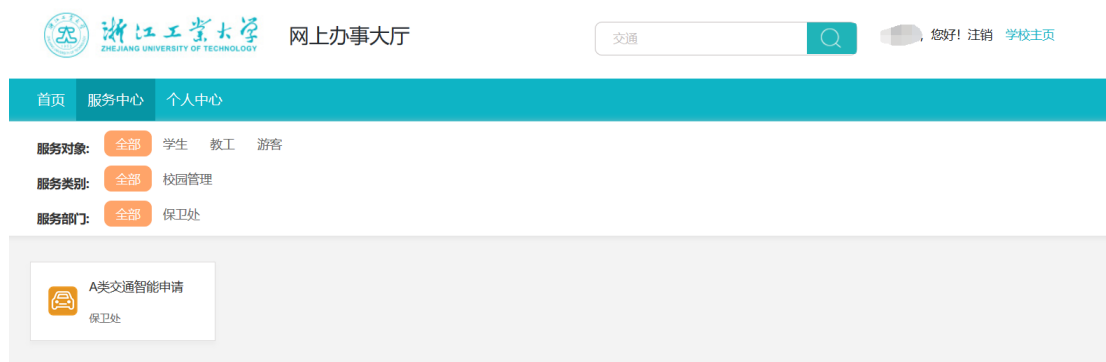 浙江工业大学
ZHEJIANG UNIVERSITY OF TECHNOLOGY
网上办事大厅
交通
，您好！ 注销 学校主页
首页 服务中心 个人中心
服务对象: 全部 学生 教工 游客
服务类别: 全部 校园管理
服务部门: 全部 保卫处
A类交通智能申请
保卫处